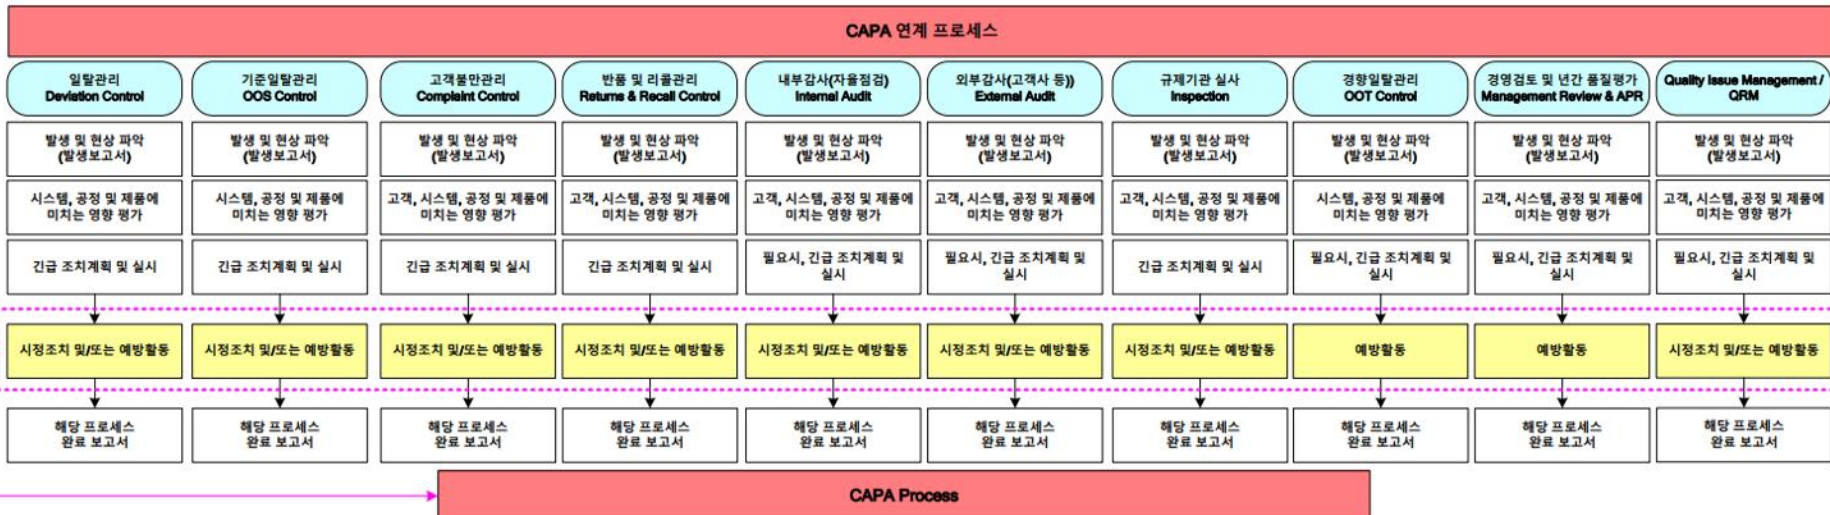 CAPA 연계 프로세스
일탈관리
Deviation Control
기준일탈관리
OOS Control
고객불만관리
Complaint Control
반품 및 리콜관리
Returns & Recall Control
내부감사(자율점검)
Internal Audit
외부감사(고객사 등))
External Audit
규제기관 실사
Inspection
경향일탈관리
OOT Control
경영검토 및 년간 품질평가
Management Review & APR
Quality Issue Management /
QRM
발생 및 현상 파악
(발생보고서)
발생 및 현상 파악
(발생보고서)
발생 및 현상 파악
(발생보고서)
발생 및 현상 파악
(발생보고서)
발생 및 현상 파악
(발생보고서)
발생 및 현상 파악
(발생보고서)
발생 및 현상 파악
(발생보고서)
발생 및 현상 파악
(발생보고서)
발생 및 현상 파악
(발생보고서)
발생 및 현상 파악
(발생보고서)
시스템, 공정 및 제품에
미치는 영향 평가
시스템, 공정 및 제품에
미치는 영향 평가
고객, 시스템, 공정 및 제품에
미치는 영향 평가
고객, 시스템, 공정 및 제품에
미치는 영향 평가
고객, 시스템, 공정 및 제품에
미치는 영향 평가
고객, 시스템, 공정 및 제품에
미치는 영향 평가
고객, 시스템, 공정 및 제품에
미치는 영향 평가
시스템, 공정 및 제품에
미치는 영향 평가
고객, 시스템, 공정 및 제품에
미치는 영향 평가
고객, 시스템, 공정 및 제품에
미치는 영향 평가
긴급 조치계획 및 실시
긴급 조치계획 및 실시
긴급 조치계획 및 실시
긴급 조치계획 및 실시
필요시, 긴급 조치계획 및
실시
필요시, 긴급 조치계획 및
실시
긴급 조치계획 및 실시
필요시, 긴급 조치계획 및
실시
필요시, 긴급 조치계획 및
실시
필요시, 긴급 조치계획 및
실시
시정조치 및/또는 예방활동
시정조치 및/또는 예방활동
시정조치 및/또는 예방활동
시정조치 및/또는 예방활동
시정조치 및/또는 예방활동
시정조치 및/또는 예방활동
시정조치 및/또는 예방활동
예방활동
예방활동
시정조치 및/또는 예방활동
해당 프로세스
완료 보고서
해당 프로세스
완료 보고서
해당 프로세스
완료 보고서
해당 프로세스
완료 보고서
해당 프로세스
완료 보고서
해당 프로세스
완료 보고서
해당 프로세스
완료 보고서
해당 프로세스
완료 보고서
해당 프로세스
완료 보고서
해당 프로세스
완료 보고서
CAPA Process